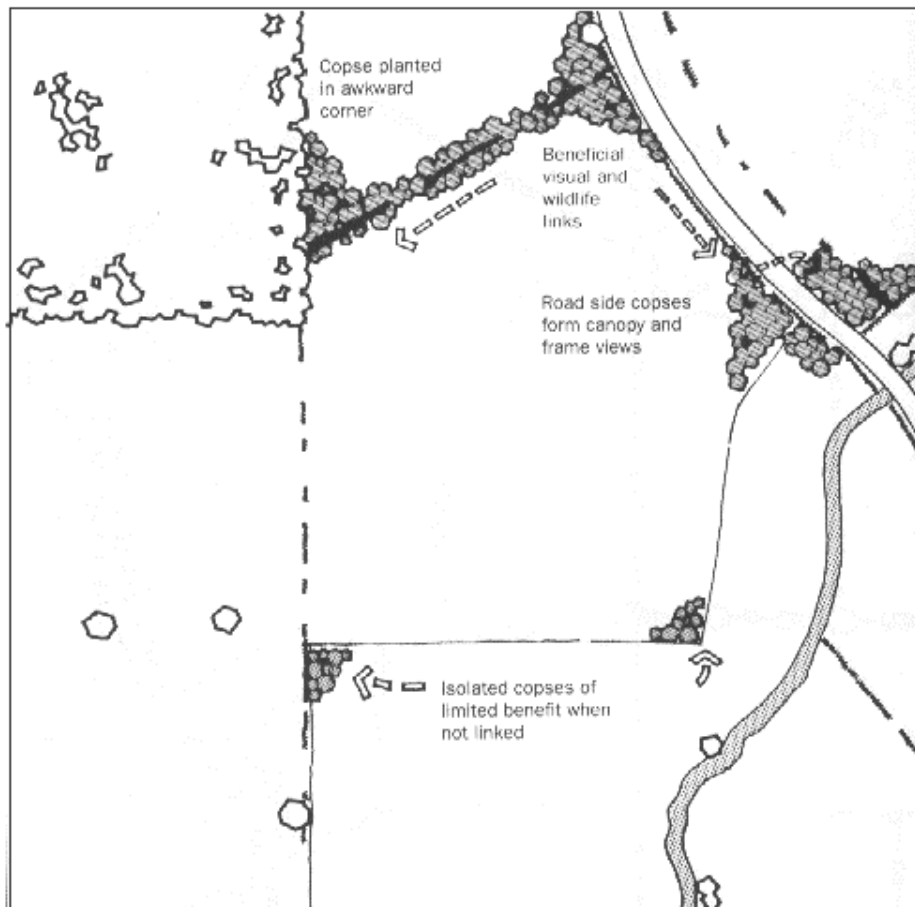 Copse planted
in awkward
corner
Beneficial
visual and
wildlife
links
Road side copses
form canopy and
frame views
Isolated copses of
limited benefit when
not linked